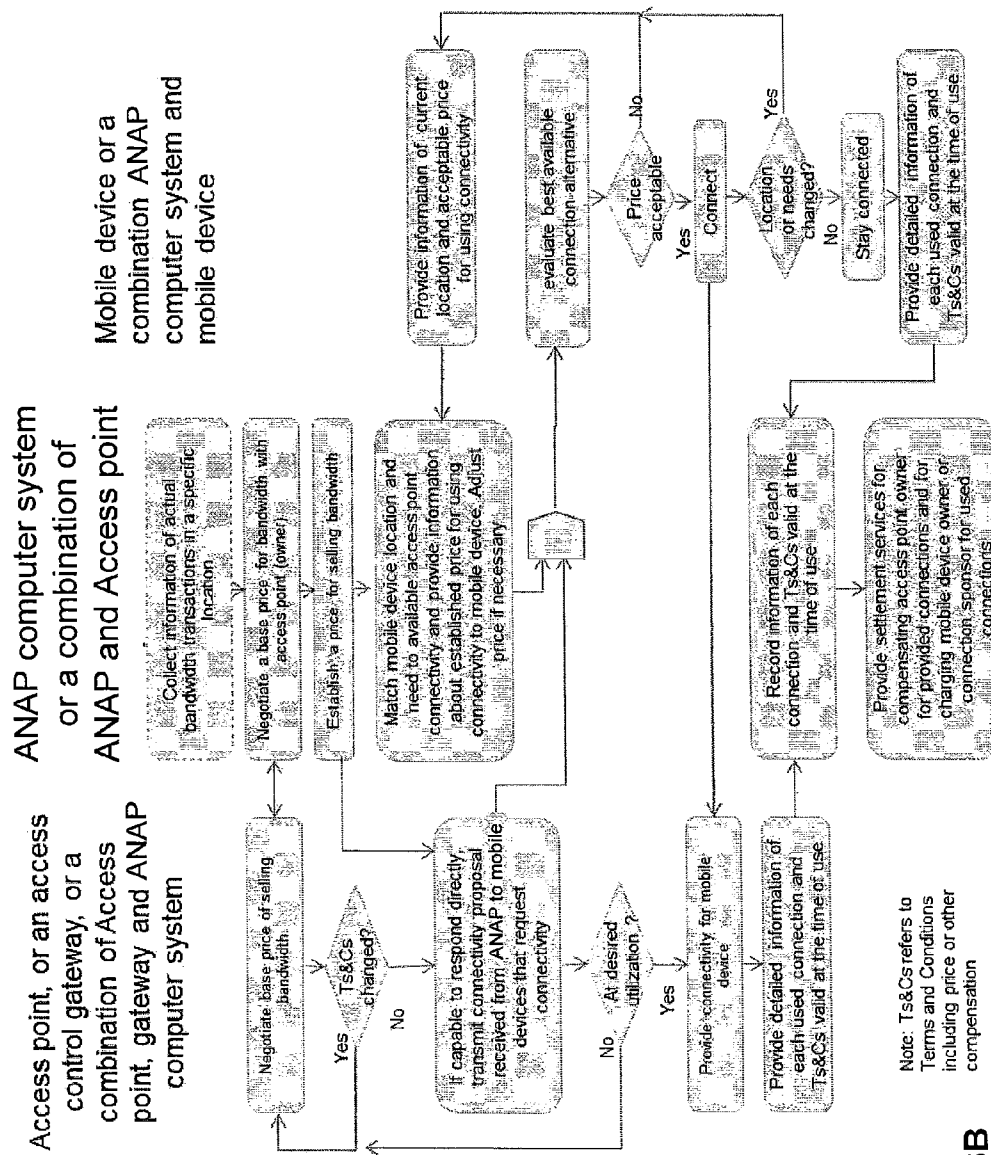 Access point, or an access
control gateway, or a
combination of Access
point, gateway and ANAP
computer system
Negotiate base price of selling
bandwidth
Ts&Cs
changed?
Yes
No
If capable to respond directly,
transmit connectivity proposal
received from ANAP to mobile
devices that request
connectivity
At desired
utilization ?
No
Yes
Provide connectivity for mobile
device
Provide detailed information of
each used connection and
Ts&Cs valid at the time of use.
Note: Ts&Cs refers to
Terms and Conditions
including price or other
compensation
ANAP computer system
or a combination of
ANAP and Access point
Collect information of actual
bandwidth transactions in a specific
location
Negotiate a base price for bandwidth with
access point (owner)
Establish a price for selling bandwidth
Match mobile device location and
need to available access point
connectivity and provide information
about established price for using
connectivity to mobile device. Adjust
price if necessary
Record information of each
connection and Ts&Cs valid at the
time of use
Provide settlement services for
compensating access point owner
for provided connections and for
charging mobile device owner or
connection sponsor for used
connections
Mobile device or a
combination ANAP
computer system and
mobile device
Provide information of current
location and acceptable price
for using connectivity
evaluate best available
connection alternative
Price
acceptable
No
Yes
Connect
Location
or needs
changed?
Yes
No
Stay connected
Provide detailed information of
each used connection and
Ts&Cs valid at the time of use.